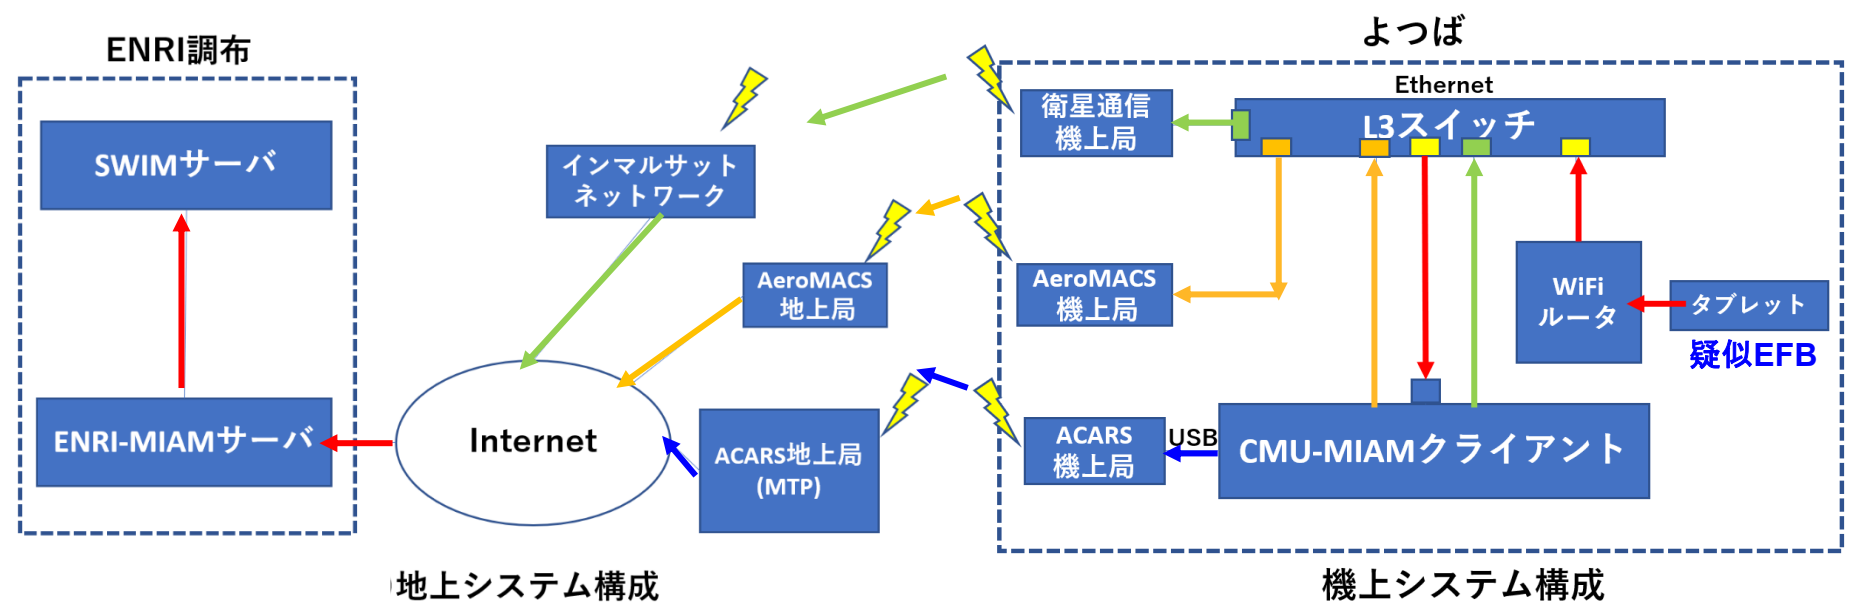 ENRI調布
SWIMサーバ
ENRI-MIAMサーバ
インマルサット
ネットワーク
AeroMACS
地上局
Internet
ACARS地上局
(MTP)
地上システム構成
よつば
Ethernet
L3スイッチ
衛星通信
機上局
AeroMACS
機上局
ACARS
機上局
USB
CMU-MIAMクライアント
WiFi
ルータ
タブレット
疑似EFB
機上システム構成